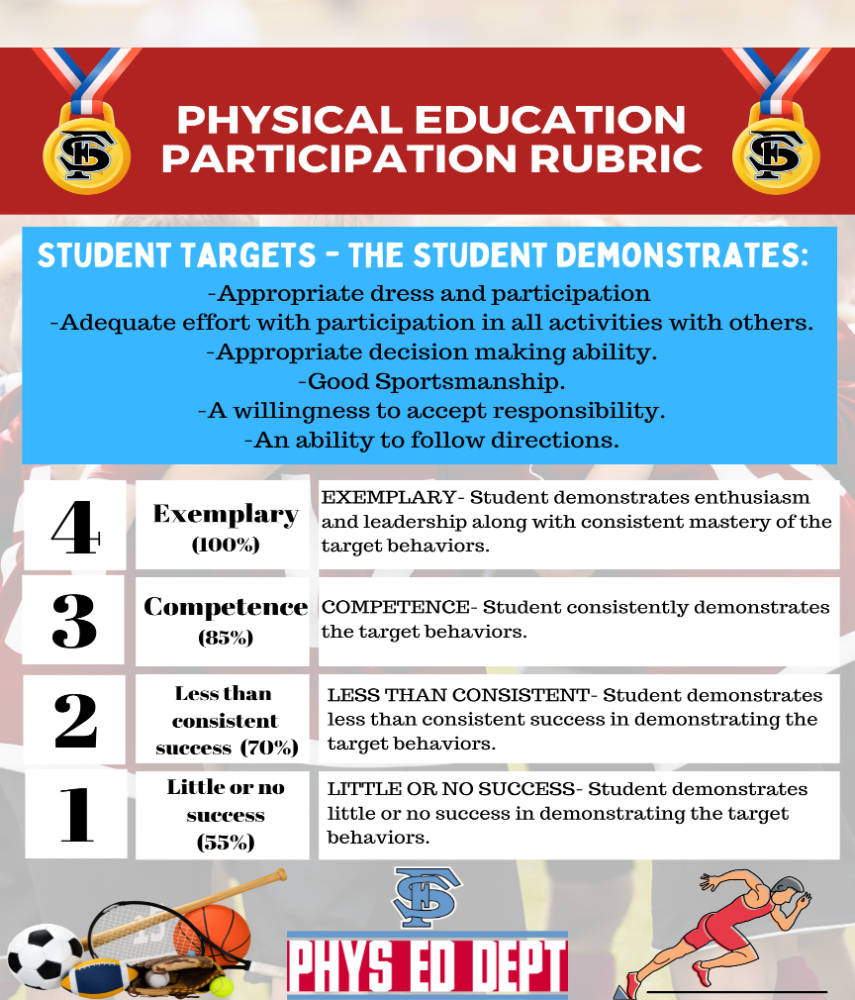 PHYSICAL EDUCATION
PARTICIPATION RUBRIC
STUDENT TARGETS - THE STUDENT DEMONSTRATES:
-Appropriate dress and participation
-Adequate effort with participation in all activities with others.
-Appropriate decision making ability.
-Good Sportsmanship.
-A willingness to accept responsibility.
-An ability to follow directions.
4
Exemplary
(100%)
EXEMPLARY- Student demonstrates enthusiasm
and leadership along with consistent mastery of the
target behaviors.
3
Competence
(85%)
COMPETENCE- Student consistently demonstrates
the target behaviors.
2
Less than
consistent
success (70%)
LESS THAN CONSISTENT- Student demonstrates
less than consistent success in demonstrating the
target behaviors.
1
Little or no
success
(55%)
LITTLE OR NO SUCCESS- Student demonstrates
little or no success in demonstrating the target
behaviors.
PHYS ED DEPT